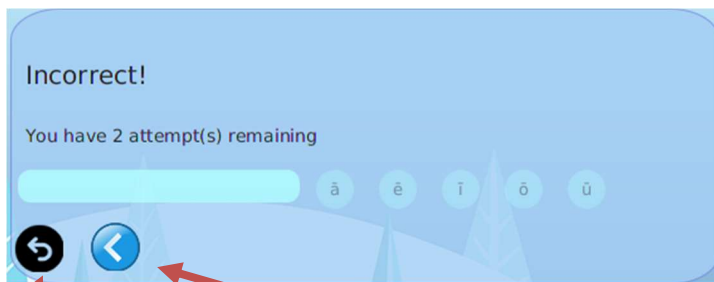 Incorrect!
You have 2 attempt(s) remaining
ā ē ī ō ū